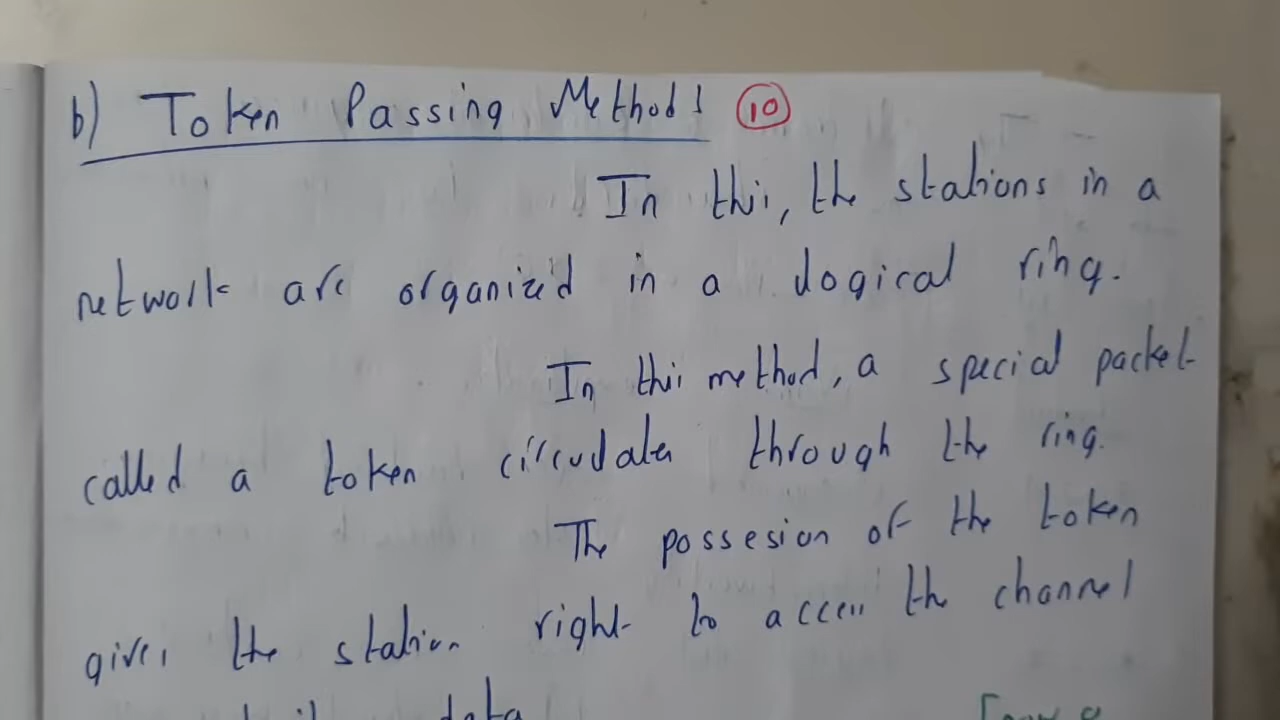 b) Token Passing Method: 10
In this, the stations in a
network are organized in a logical ring.
In this method, a special packet
called a token circulates through the ring.
The possesion of the token
gives the station right to access the channel
data